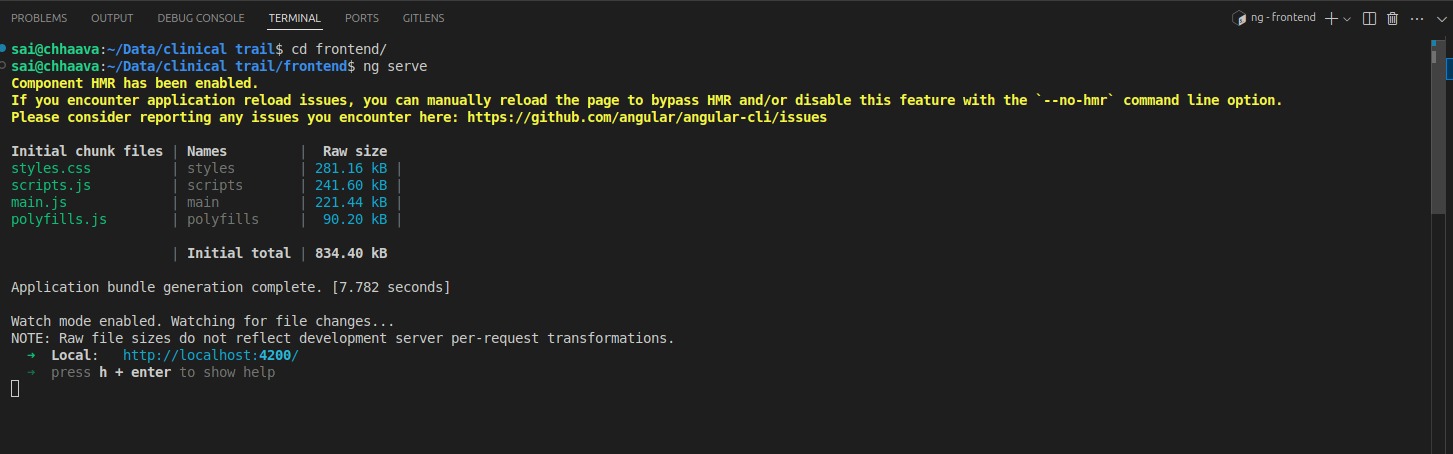 PROBLEMS OUTPUT DEBUG CONSOLE TERMINAL PORTS GITLENS ng - frontend
sai@chhaava:~/Data/clinical trail$ cd frontend/
sai@chhaava:~/Data/clinical trail/frontend$ ng serve
Component HMR has been enabled.
If you encounter application reload issues, you can manually reload the page to bypass HMR and/or disable this feature with the `--no-hmr` command line option.
Please consider reporting any issues you encounter here: https://github.com/angular/angular-cli/issues
Initial chunk files | Names | Raw size
styles.css | styles | 281.16 kB |
scripts.js | scripts | 241.60 kB |
main.js | main | 221.44 kB |
polyfills.js | polyfills | 90.20 kB |
| Initial total | 834.40 kB
Application bundle generation complete. [7.782 seconds]
Watch mode enabled. Watching for file changes...
NOTE: Raw file sizes do not reflect development server per-request transformations.
➜ Local: http://localhost:4200/
➜ press h + enter to show help